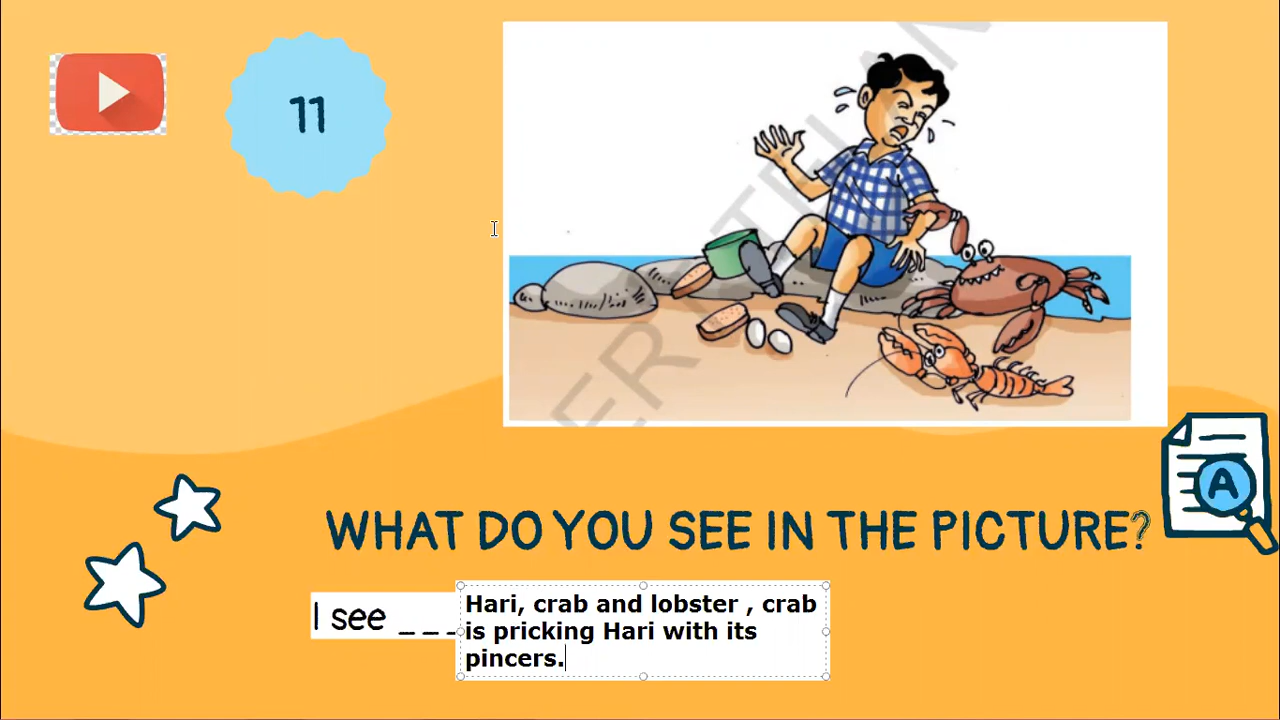 11
WHAT DO YOU SEE IN THE PICTURE?
I see _ _ _
Hari, crab and lobster , crab
is pricking Hari with its
pincers.
A